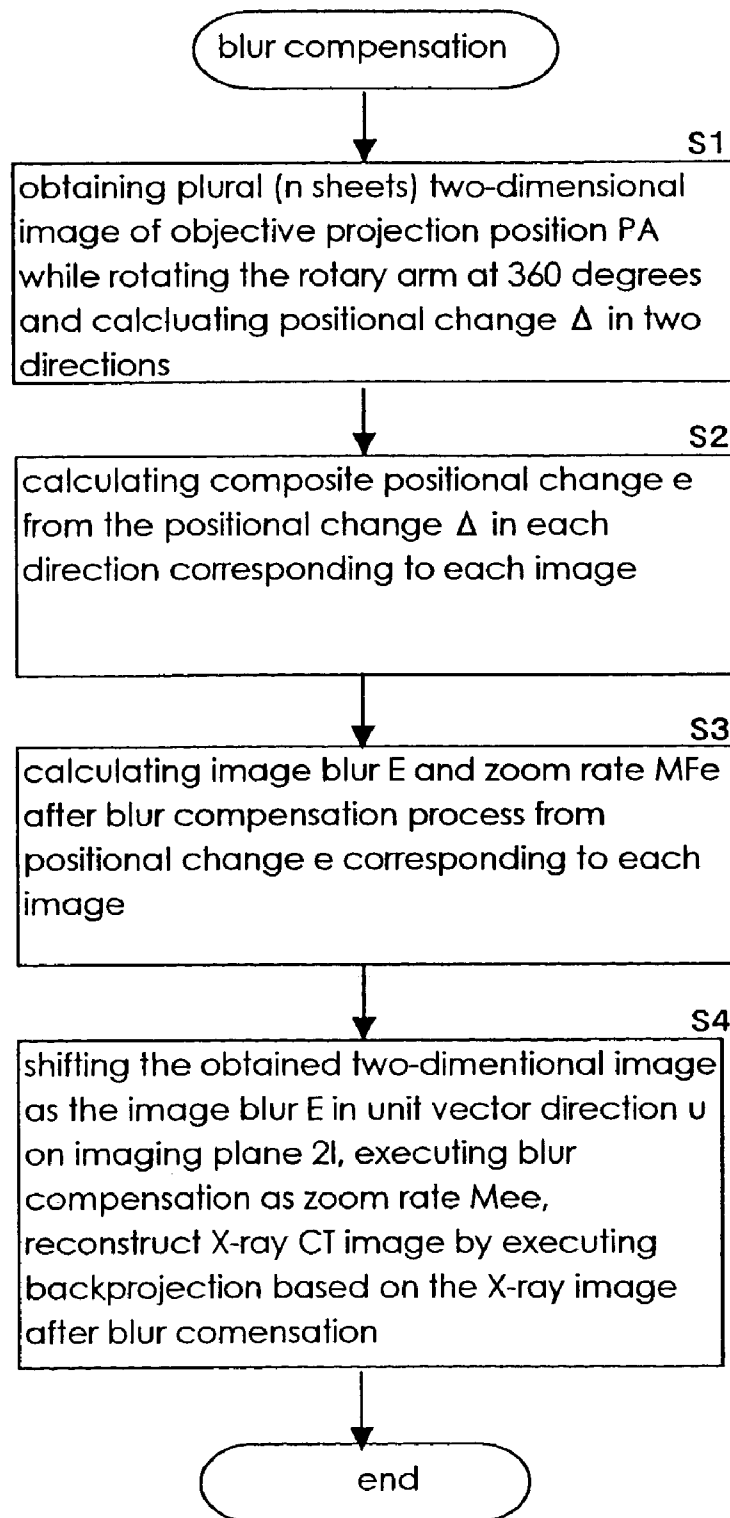 blur compensation
S1
obtaining plural (n sheets) two-dimensional
image of objective projection position PA
while rotating the rotary arm at 360 degrees
and calcluating positional change Δ in two
directions
S2
calculating composite positional change e
from the positional change Δ in each
direction corresponding to each image
S3
calculating image blur E and zoom rate MFe
after blur compensation process from
positional change e corresponding to each
image
S4
shifting the obtained two-dimentional image
as the image blur E in unit vector direction u
on imaging plane 2I, executing blur
compensation as zoom rate Mee,
reconstruct X-ray CT image by executing
backprojection based on the X-ray image
after blur comensation
end